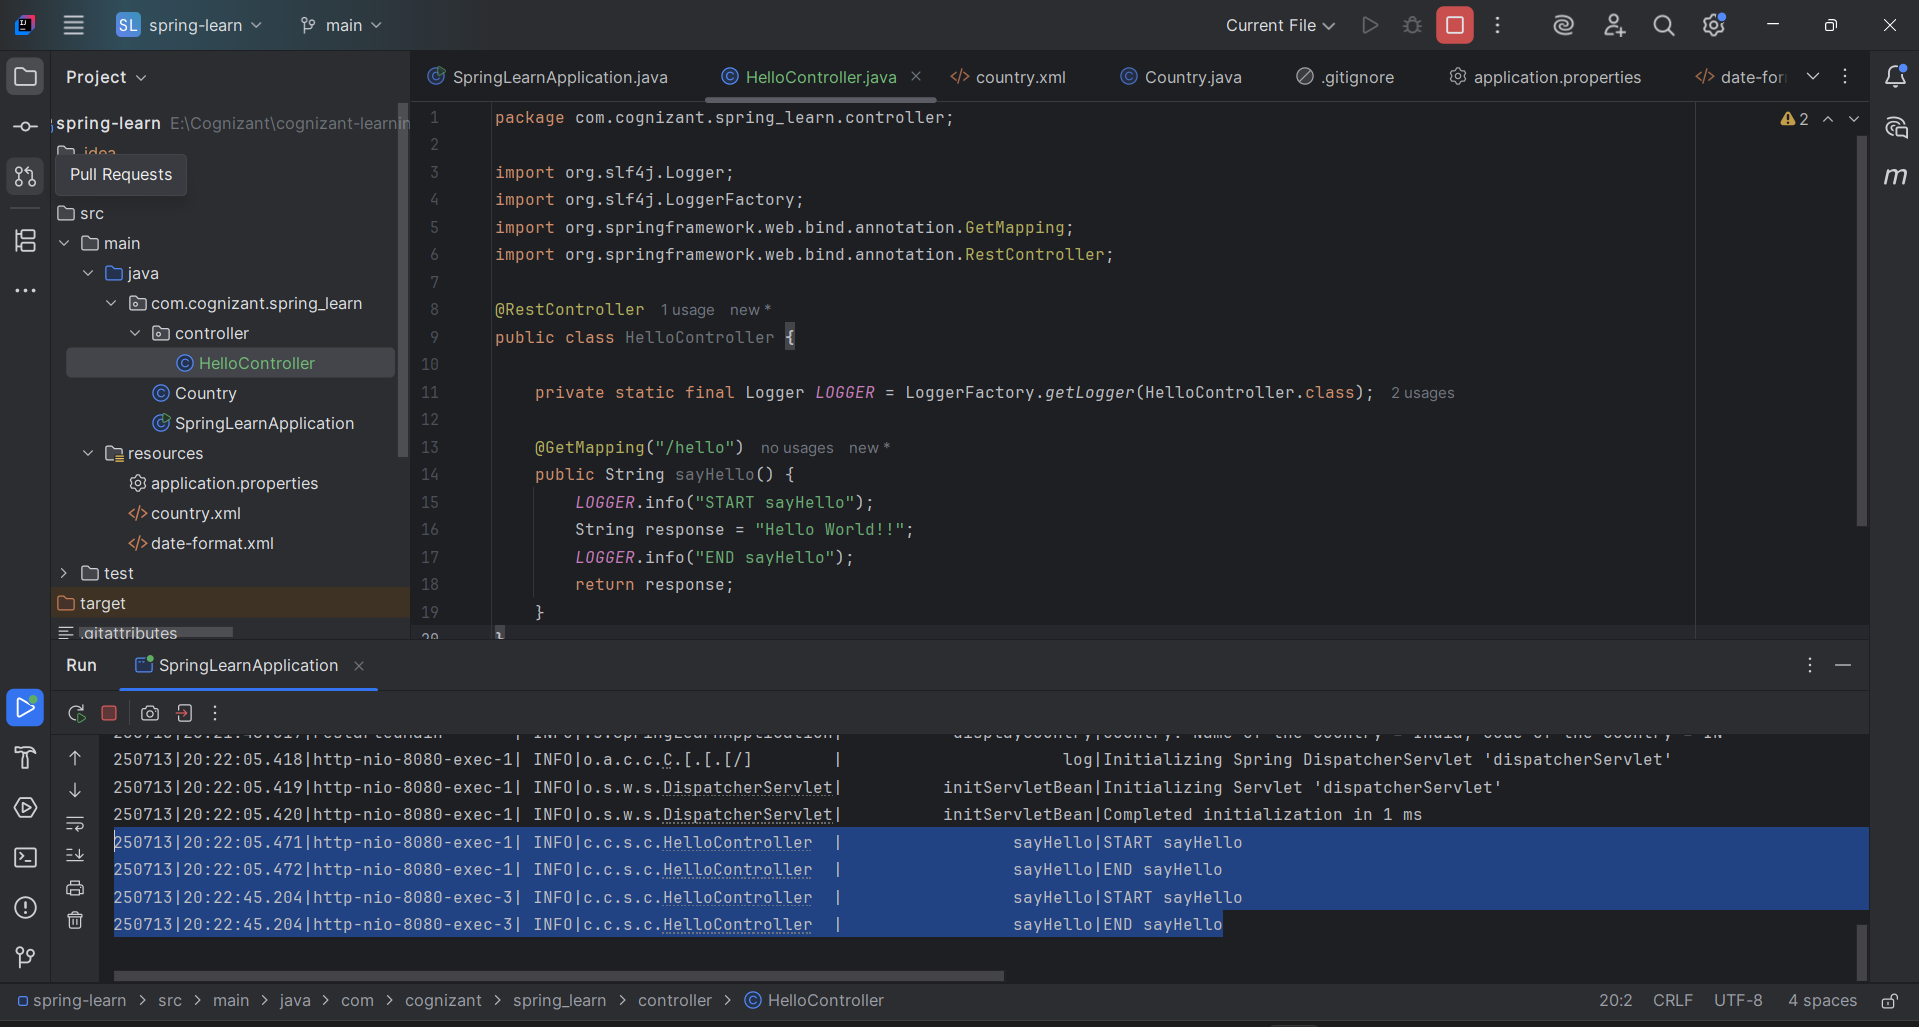 SL spring-learn main Current File
Project
SpringLearnApplication.java HelloController.java country.xml Country.java .gitignore application.properties date-for
spring-learn E:\Cognizant\cognizant-learnin
.idea
Pull Requests
src
main
java
com.cognizant.spring_learn
controller
HelloController
Country
SpringLearnApplication
resources
application.properties
country.xml
date-format.xml
test
target
.gitattributes
2
1 package com.cognizant.spring_learn.controller;
2
3 import org.slf4j.Logger;
4 import org.slf4j.LoggerFactory;
5 import org.springframework.web.bind.annotation.GetMapping;
6 import org.springframework.web.bind.annotation.RestController;
7
8 @RestController 1 usage new *
9 public class HelloController {
10
11 private static final Logger LOGGER = LoggerFactory.getLogger(HelloController.class); 2 usages
12
13 @GetMapping("/hello") no usages new *
14 public String sayHello() {
15 LOGGER.info("START sayHello");
16 String response = "Hello World!!";
17 LOGGER.info("END sayHello");
18 return response;
19 }
20 }
m
Run SpringLearnApplication
250713|20:22:05.418|http-nio-8080-exec-1| INFO|o.a.c.c.C.[.[.[/] | log|Initializing Spring DispatcherServlet 'dispatcherServlet'
250713|20:22:05.419|http-nio-8080-exec-1| INFO|o.s.w.s.DispatcherServlet| initServletBean|Initializing Servlet 'dispatcherServlet'
250713|20:22:05.420|http-nio-8080-exec-1| INFO|o.s.w.s.DispatcherServlet| initServletBean|Completed initialization in 1 ms
250713|20:22:05.471|http-nio-8080-exec-1| INFO|c.c.s.c.HelloController | sayHello|START sayHello
250713|20:22:05.472|http-nio-8080-exec-1| INFO|c.c.s.c.HelloController | sayHello|END sayHello
250713|20:22:45.204|http-nio-8080-exec-3| INFO|c.c.s.c.HelloController | sayHello|START sayHello
250713|20:22:45.204|http-nio-8080-exec-3| INFO|c.c.s.c.HelloController | sayHello|END sayHello
spring-learn > src > main > java > com > cognizant > spring_learn > controller > HelloController 20:2 CRLF UTF-8 4 spaces